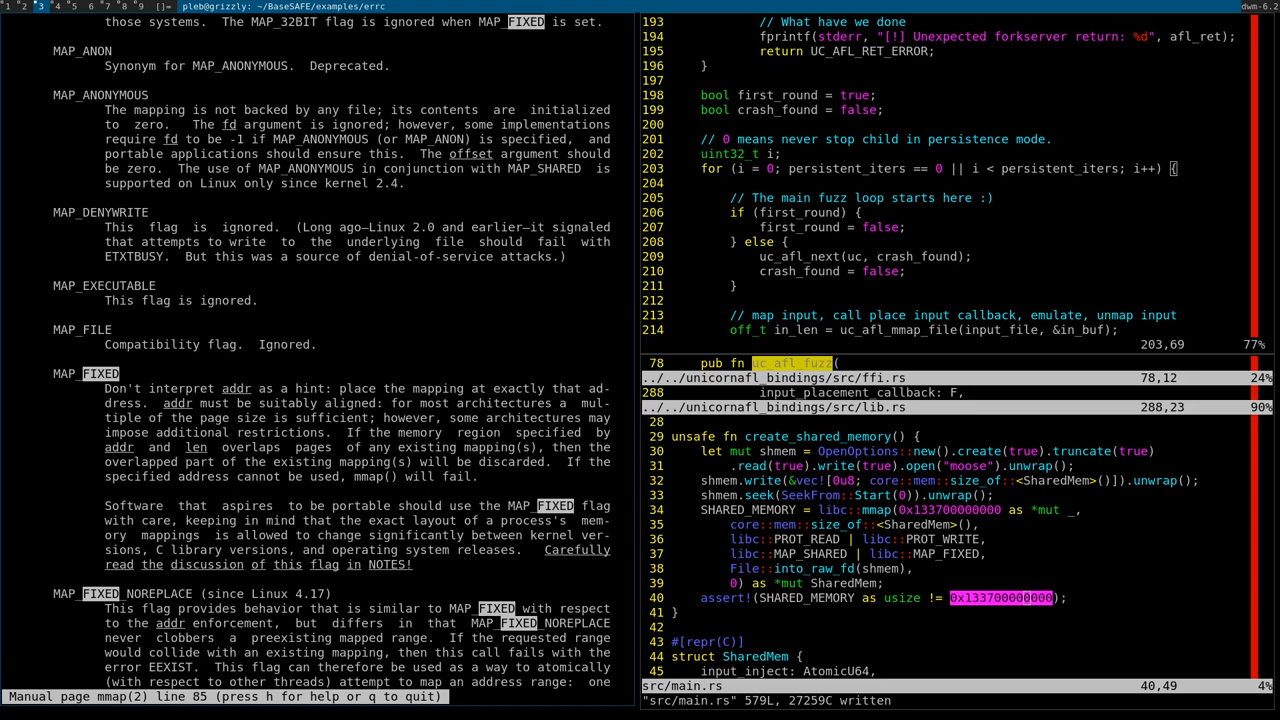 1 2 3 4 5 6 7 8 9 []= pleb@grizzly: ~/BaseSAFE/examples/errc dwm-6.2
those systems. The MAP_32BIT flag is ignored when MAP_FIXED is set.
MAP_ANON
Synonym for MAP_ANONYMOUS. Deprecated.
MAP_ANONYMOUS
The mapping is not backed by any file; its contents are initialized
to zero. The fd argument is ignored; however, some implementations
require fd to be -1 if MAP_ANONYMOUS (or MAP_ANON) is specified, and
portable applications should ensure this. The offset argument should
be zero. The use of MAP_ANONYMOUS in conjunction with MAP_SHARED is
supported on Linux only since kernel 2.4.
MAP_DENYWRITE
This flag is ignored. (Long ago—Linux 2.0 and earlier—it signaled
that attempts to write to the underlying file should fail with
ETXTBUSY. But this was a source of denial-of-service attacks.)
MAP_EXECUTABLE
This flag is ignored.
MAP_FILE
Compatibility flag. Ignored.
MAP_FIXED
Don't interpret addr as a hint: place the mapping at exactly that ad-
dress. addr must be suitably aligned: for most architectures a mul-
tiple of the page size is sufficient; however, some architectures may
impose additional restrictions. If the memory region specified by
addr and len overlaps pages of any existing mapping(s), then the
overlapped part of the existing mapping(s) will be discarded. If the
specified address cannot be used, mmap() will fail.
Software that aspires to be portable should use the MAP_FIXED flag
with care, keeping in mind that the exact layout of a process's mem-
ory mappings is allowed to change significantly between kernel ver-
sions, C library versions, and operating system releases. Carefully
read the discussion of this flag in NOTES!
MAP_FIXED_NOREPLACE (since Linux 4.17)
This flag provides behavior that is similar to MAP_FIXED with respect
to the addr enforcement, but differs in that MAP_FIXED_NOREPLACE
never clobbers a preexisting mapped range. If the requested range
would collide with an existing mapping, then this call fails with the
error EEXIST. This flag can therefore be used as a way to atomically
(with respect to other threads) attempt to map an address range: one
Manual page mmap(2) line 85 (press h for help or q to quit)
193 // What have we done
194 fprintf(stderr, "[!] Unexpected forkserver return: %d", afl_ret);
195 return UC_AFL_RET_ERROR;
196 }
197
198 bool first_round = true;
199 bool crash_found = false;
200
201 // 0 means never stop child in persistence mode.
202 uint32_t i;
203 for (i = 0; persistent_iters == 0 || i < persistent_iters; i++) {
204
205 // The main fuzz loop starts here :)
206 if (first_round) {
207 first_round = false;
208 } else {
209 uc_afl_next(uc, crash_found);
210 crash_found = false;
211 }
212
213 // map input, call place input callback, emulate, unmap input
214 off_t in_len = uc_afl_mmap_file(input_file, &in_buf);
203,69 77%
78 pub fn uc_afl_fuzz(
../../unicornafl_bindings/src/ffi.rs 78,12 24%
288 input_placement_callback: F,
../../unicornafl_bindings/src/lib.rs 288,23 90%
28
29 unsafe fn create_shared_memory() {
30 let mut shmem = OpenOptions::new().create(true).truncate(true)
31 .read(true).write(true).open("moose").unwrap();
32 shmem.write(&vec![0u8; core::mem::size_of::<SharedMem>()]).unwrap();
33 shmem.seek(SeekFrom::Start(0)).unwrap();
34 SHARED_MEMORY = libc::mmap(0x133700000000 as *mut _,
35 core::mem::size_of::<SharedMem>(),
36 libc::PROT_READ | libc::PROT_WRITE,
37 libc::MAP_SHARED | libc::MAP_FIXED,
38 File::into_raw_fd(shmem),
39 0) as *mut SharedMem;
40 assert!(SHARED_MEMORY as usize != 0x133700000000);
41 }
42
43 #[repr(C)]
44 struct SharedMem {
45 input_inject: AtomicU64,
src/main.rs 40,49 4%
"src/main.rs" 579L, 27259C written